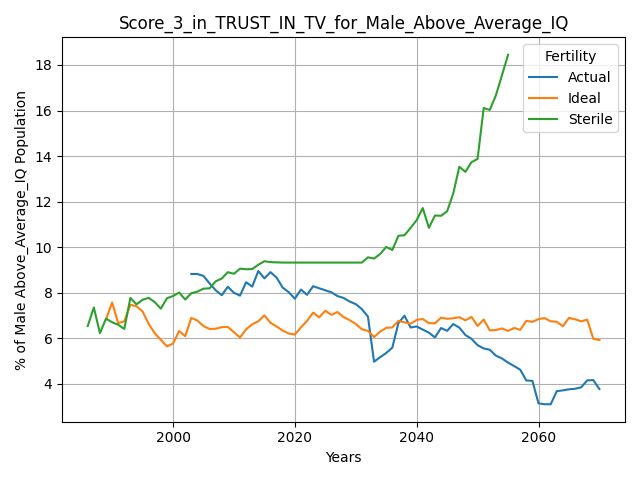 Score_3_in_TRUST_IN_TV_for_Male_Above_Average_IQ
Fertility
Actual
Ideal
Sterile
% of Male Above_Average_IQ Population
18
16
14
12
10
8
6
4
2000
2020
2040
2060
Years